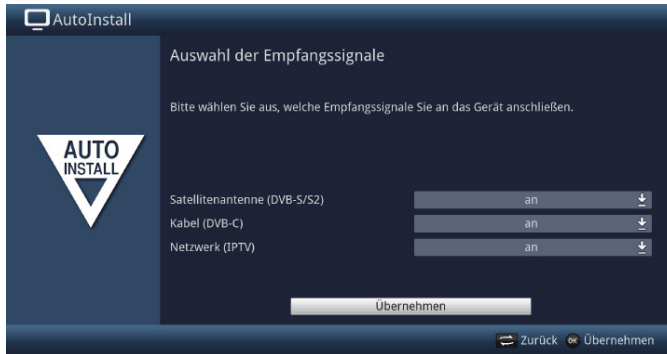 AutoInstall
Auswahl der Empfangssignale
Bitte wählen Sie aus, welche Empfangssignale Sie an das Gerät anschließen.
AUTO
INSTALL
Satellitenantenne (DVB-S/S2) an
Kabel (DVB-C) an
Netzwerk (IPTV) an
Übernehmen
Zurück OK Übernehmen